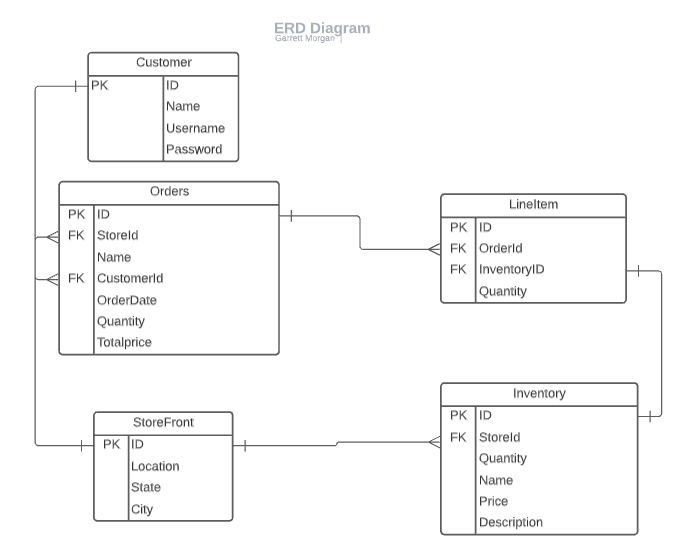 ERD Diagram
Garrett Morgan |
Customer
PK ID
Name
Username
Password
Orders
PK ID
FK StoreId
Name
FK CustomerId
OrderDate
Quantity
Totalprice
LineItem
PK ID
FK OrderId
FK InventoryID
Quantity
StoreFront
PK ID
Location
State
City
Inventory
PK ID
FK StoreId
Quantity
Name
Price
Description